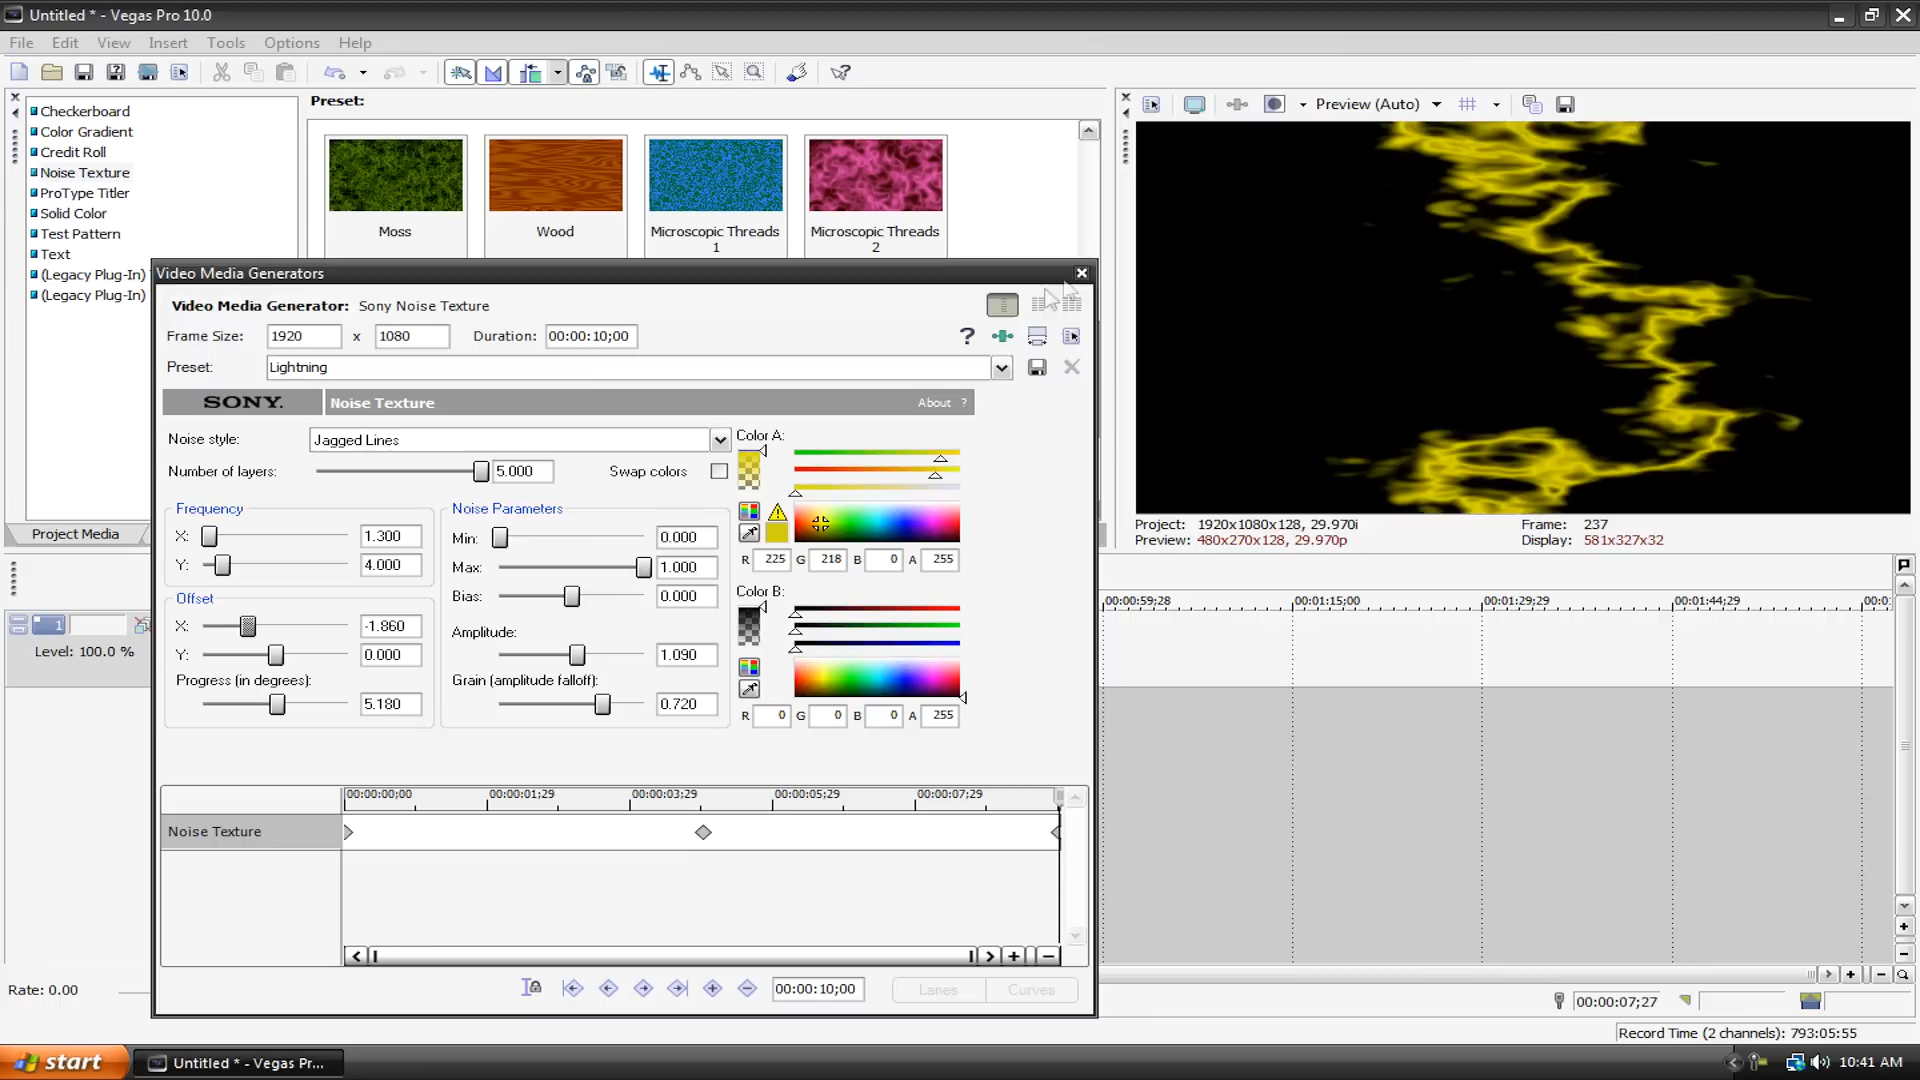 Untitled * - Vegas Pro 10.0
File Edit View Insert Tools Options Help
Checkerboard
Color Gradient
Credit Roll
Noise Texture
ProType Titler
Solid Color
Test Pattern
Text
(Legacy Plug-In)
(Legacy Plug-In)
Project Media
Preset:
Moss
Wood
Microscopic Threads 1
Microscopic Threads 2
Preview (Auto)
Project: 1920x1080x128, 29.970i
Preview: 480x270x128, 29.970p
Frame: 237
Display: 581x327x32
Video Media Generators
Video Media Generator: Sony Noise Texture
Frame Size: 1920 x 1080 Duration: 00:00:10;00
?
Preset: Lightning
SONY. Noise Texture About ?
Noise style: Jagged Lines
Number of layers: 5.000 Swap colors
Frequency
X: 1.300
Y: 4.000
Offset
X: -1.860
Y: 0.000
Progress (in degrees):
5.180
Noise Parameters
Min: 0.000
Max: 1.000
Bias: 0.000
Amplitude:
1.090
Grain (amplitude falloff):
0.720
Color A:
R 225 G 218 B 0 A 255
Color B:
R 0 G 0 B 0 A 255
00:00:00;00 00:00:01;29 00:00:03;29 00:00:05;29 00:00:07;29
Noise Texture
00:00:10;00
Lanes Curves
00:00:59;28 00:01:15;00 00:01:29;29 00:01:44;29 00:0
1
Level: 100.0 %
Rate: 0.00
00:00:07;27
Record Time (2 channels): 793:05:55
start Untitled * - Vegas Pr... 10:41 AM